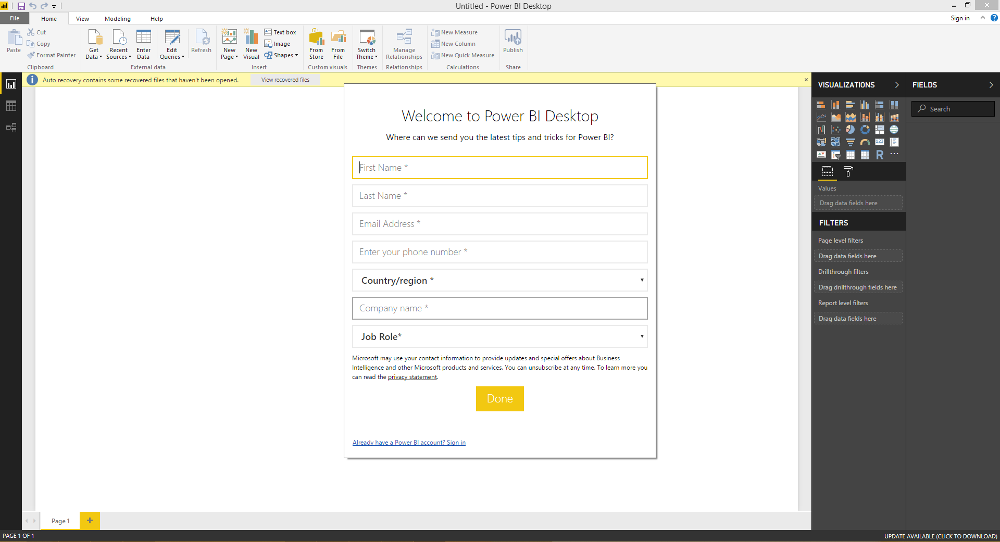 Untitled - Power BI Desktop
File
Home
View
Modeling
Help
Sign in
Paste
Cut
Copy
Format Painter
Clipboard
Get Data
Recent Sources
Enter Data
Edit Queries
Refresh
External data
New Page
New Visual
Text box
Image
Shapes
Insert
From Store
From File
Custom visuals
Switch Theme
Themes
Manage Relationships
Relationships
New Measure
New Column
New Quick Measure
Calculations
Publish
Share
Auto recovery contains some recovered files that haven't been opened.
View recovered files
Welcome to Power BI Desktop
Where can we send you the latest tips and tricks for Power BI?
First Name *
Last Name *
Email Address *
Enter your phone number *
Country/region *
Company name *
Job Role*
Microsoft may use your contact information to provide updates and special offers about Business
Intelligence and other Microsoft products and services. You can unsubscribe at any time. To learn more you
can read the privacy statement.
Done
Already have a Power BI account? Sign in
VISUALIZATIONS
123
R
Values
Drag data fields here
FILTERS
Page level filters
Drag data fields here
Drillthrough filters
Drag drillthrough fields here
Report level filters
Drag data fields here
FIELDS
Search
Page 1
PAGE 1 OF 1
UPDATE AVAILABLE (CLICK TO DOWNLOAD)